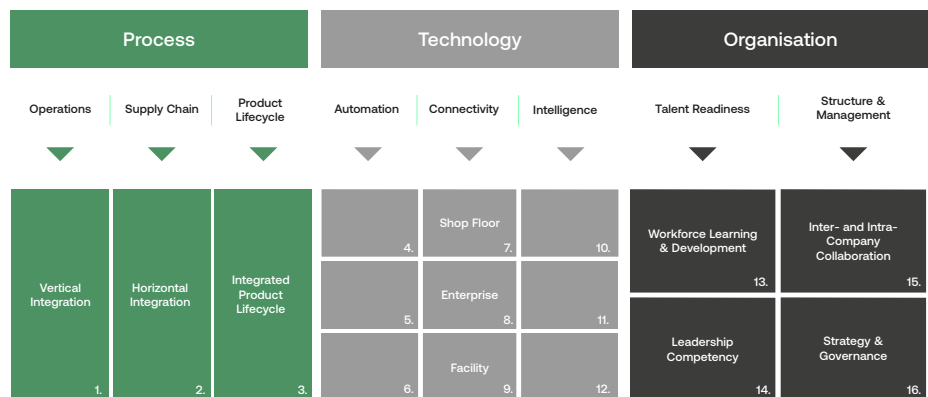 Process
Technology
Organisation
Operations
Supply Chain
Product
Lifecycle
Automation
Connectivity
Intelligence
Talent Readiness
Structure &
Management
Vertical
Integration
1.
Horizontal
Integration
2.
Integrated
Product
Lifecycle
3.
4.
Shop Floor
7.
10.
5.
Enterprise
8.
11.
6.
Facility
9.
12.
Workforce Learning
& Development
13.
Inter- and Intra-
Company
Collaboration
15.
Leadership
Competency
14.
Strategy &
Governance
16.